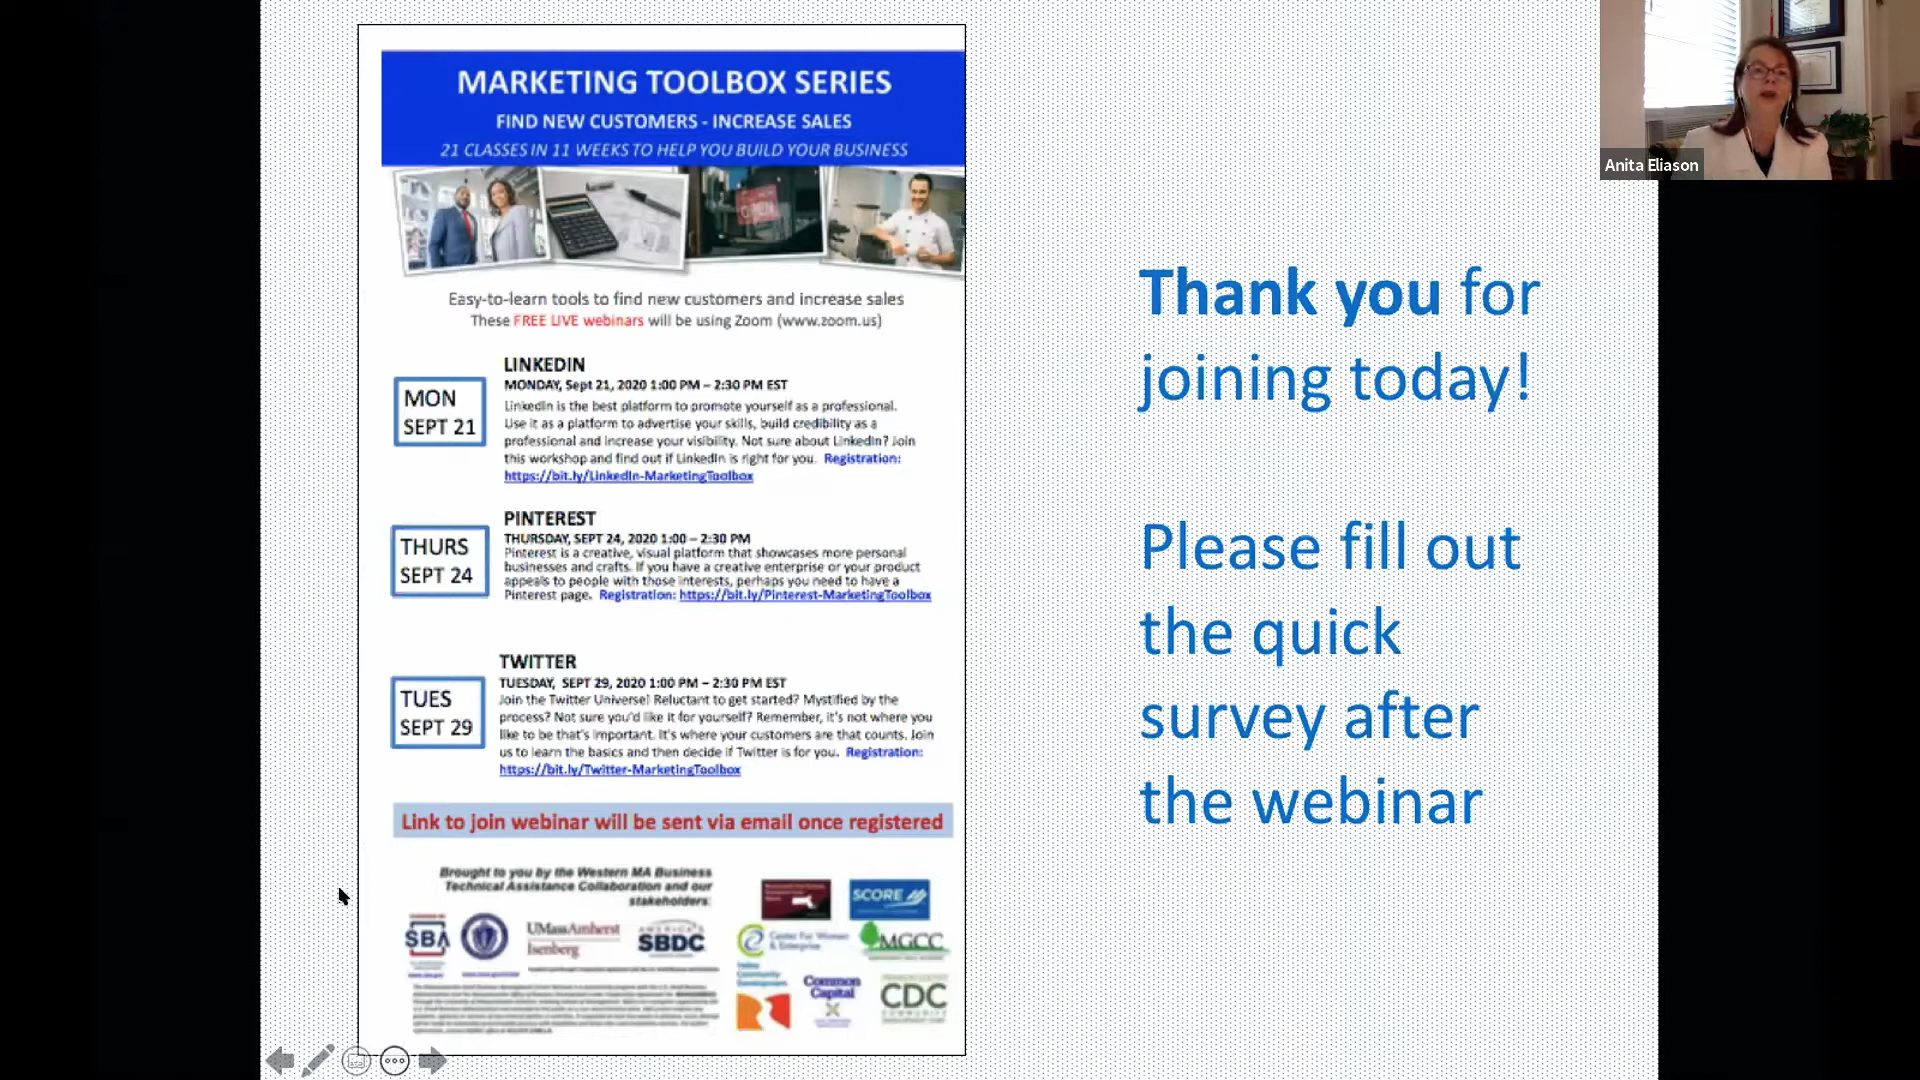 MARKETING TOOLBOX SERIES
FIND NEW CUSTOMERS - INCREASE SALES
21 CLASSES IN 11 WEEKS TO HELP YOU BUILD YOUR BUSINESS
OPEN
Easy-to-learn tools to find new customers and increase sales
These FREE LIVE webinars will be using Zoom (www.zoom.us)
MON
SEPT 21
LINKEDIN
MONDAY, Sept 21, 2020 1:00 PM – 2:30 PM EST
LinkedIn is the best platform to promote yourself as a professional.
Use it as a platform to advertise your skills, build credibility as a
professional and increase your visibility. Not sure about LinkedIn? Join
this workshop and find out if LinkedIn is right for you. Registration:
https://bit.ly/LinkedIn-MarketingToolbox
THURS
SEPT 24
PINTEREST
THURSDAY, SEPT 24, 2020 1:00 – 2:30 PM
Pinterest is a creative, visual platform that showcases more personal
businesses and crafts. If you have a creative enterprise or your product
appeals to people with those interests, perhaps you need to have a
Pinterest page. Registration: https://bit.ly/Pinterest-MarketingToolbox
TUES
SEPT 29
TWITTER
TUESDAY, SEPT 29, 2020 1:00 PM – 2:30 PM EST
Join the Twitter Universe! Reluctant to get started? Mystified by the
process? Not sure you'd like it for yourself? Remember, it's not where you
like to be that's important. It's where your customers are that counts. Join
us to learn the basics and then decide if Twitter is for you. Registration:
https://bit.ly/Twitter-MarketingToolbox
Link to join webinar will be sent via email once registered
Brought to you by the Western MA Business
Technical Assistance Collaboration and our
stakeholders:
SBA
UMassAmherst
Isenberg
AMERICA'S
SBDC
SCORE
Center For Women
& Enterprise
MGCC
Valley
Community
Development
Common
Capital
CDC
COMMUNITY
Thank you for
joining today!
Please fill out
the quick
survey after
the webinar
Anita Eliason